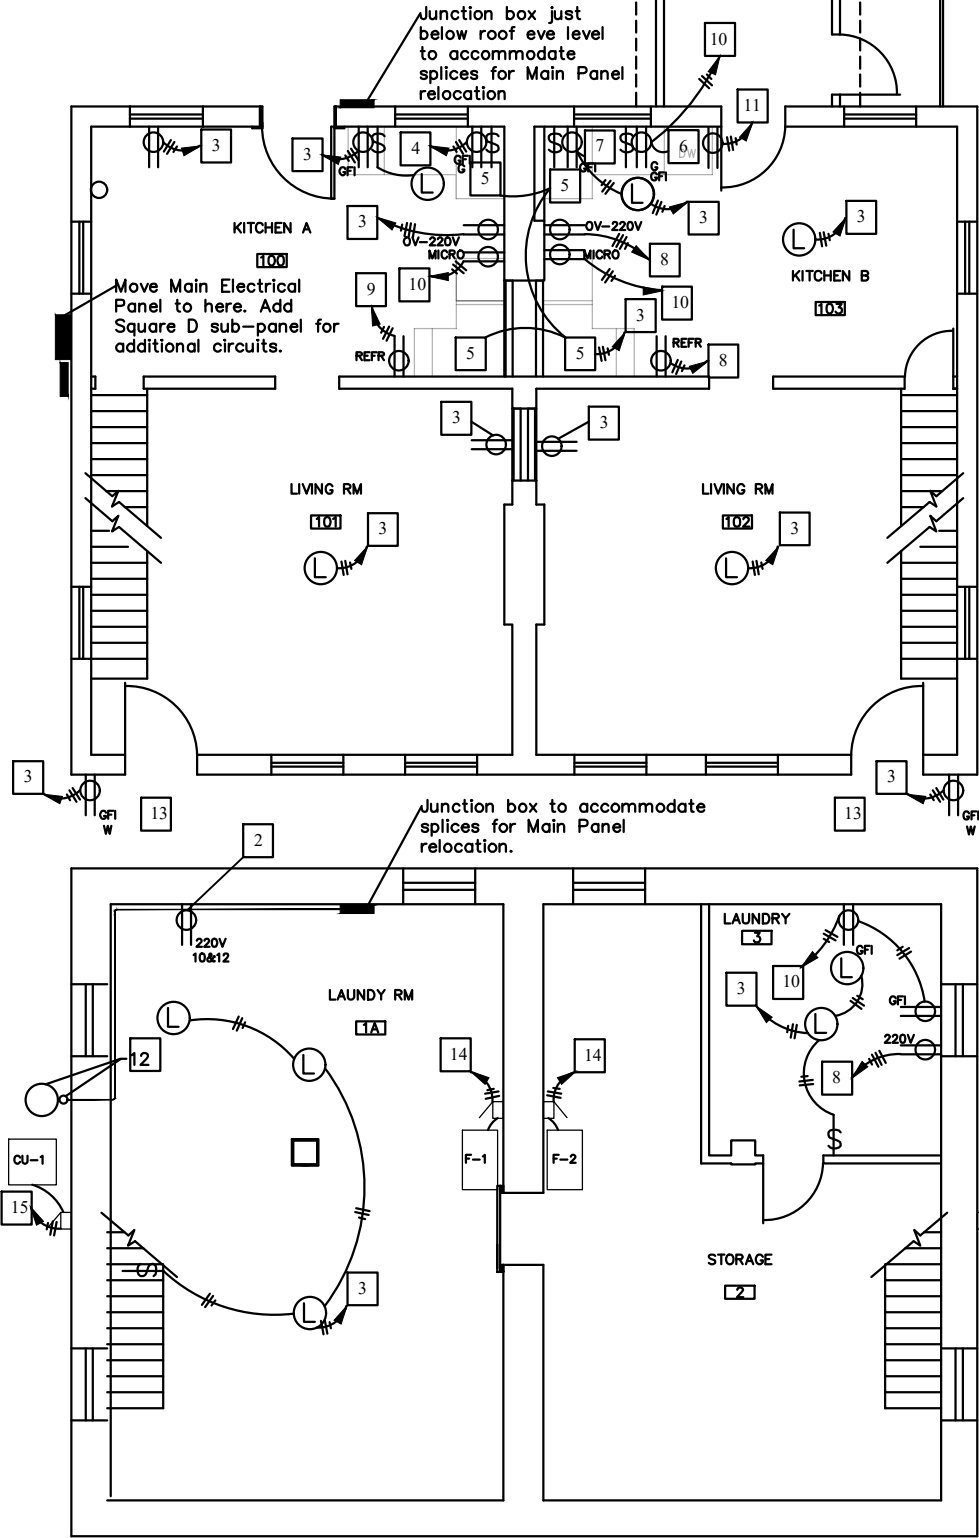 Junction box just
below roof eve level
to accommodate
splices for Main Panel
relocation
10
11
3
3
S
4
S
GFI
GFI
G
S
7
S
6
DW
GFI
G
GFI
L
5
5
L
3
3
3
L
KITCHEN A
100
OV-220V
MICRO
OV-220V
MICRO
8
KITCHEN B
103
10
9
10
3
Move Main Electrical
Panel to here. Add
Square D sub-panel for
additional circuits.
REFR
5
5
REFR
8
3
3
LIVING RM
101
LIVING RM
102
3
L
3
L
3
GFI
W
13
3
GFI
W
13
Junction box to accommodate
splices for Main Panel
relocation.
2
220V
10&12
LAUNDRY
3
GFI
L
10
3
GFI
L
220V
8
LAUNDY RM
1A
L
L
12
14
14
S
CU-1
F-1
F-2
15
STORAGE
2
S
3
L